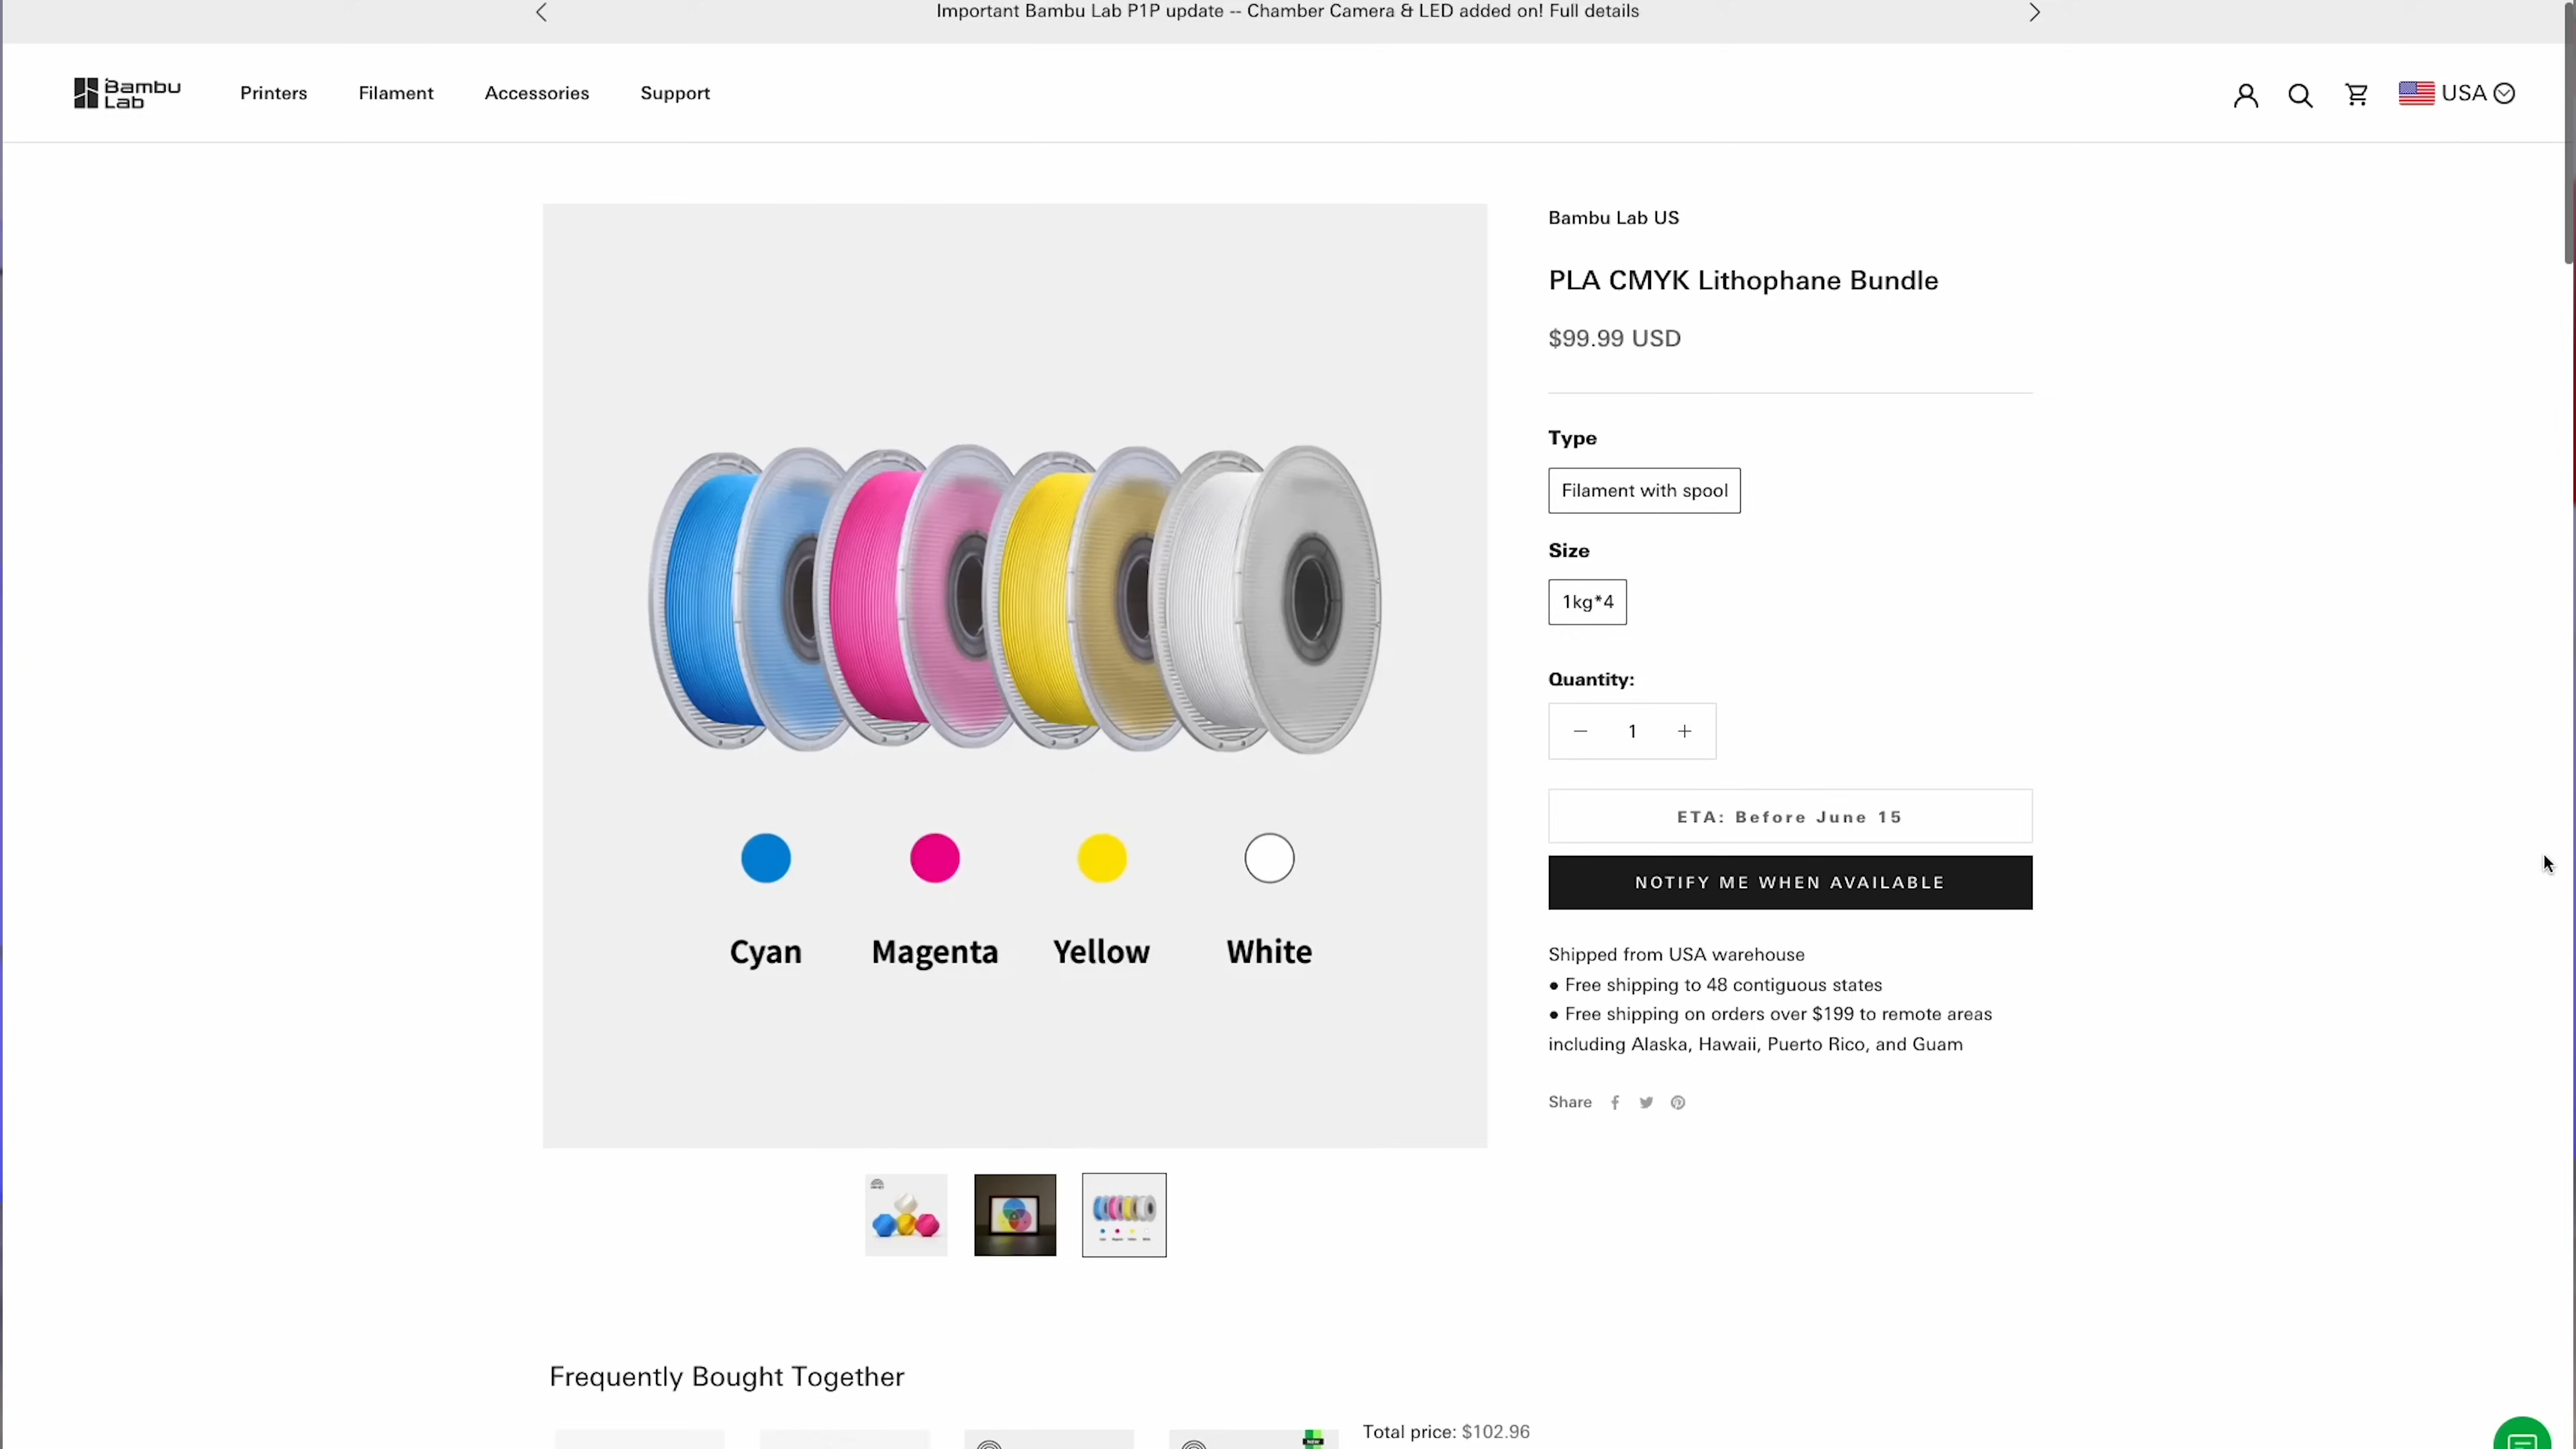 Important Bambu Lab P1P update -- Chamber Camera & LED added on! Full details
Bambu Lab
Printers
Filament
Accessories
Support
USA
Bambu Lab US
PLA CMYK Lithophane Bundle
$99.99 USD
Type
Filament with spool
Size
1kg*4
Quantity:
− 1 +
ETA: Before June 15
NOTIFY ME WHEN AVAILABLE
Shipped from USA warehouse
● Free shipping to 48 contiguous states
● Free shipping on orders over $199 to remote areas
including Alaska, Hawaii, Puerto Rico, and Guam
Share
Cyan
Magenta
Yellow
White
Frequently Bought Together
Total price: $102.96
NEW